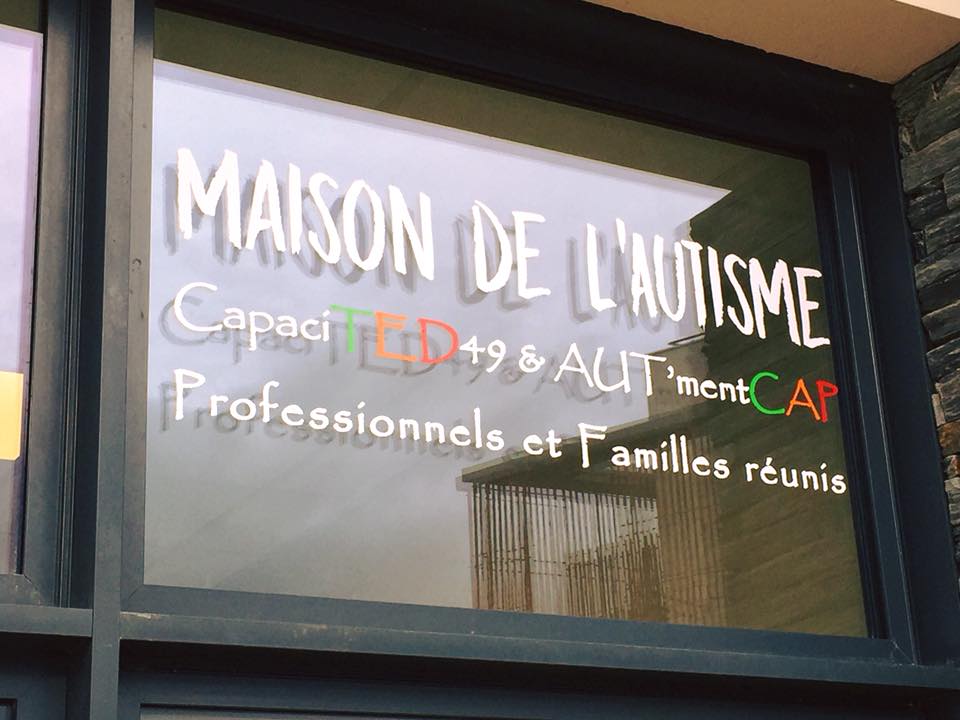 MAISON DE L'AUTISME
CapaciTED49 & AUT'mentCAP
Professionnels et Familles réunis